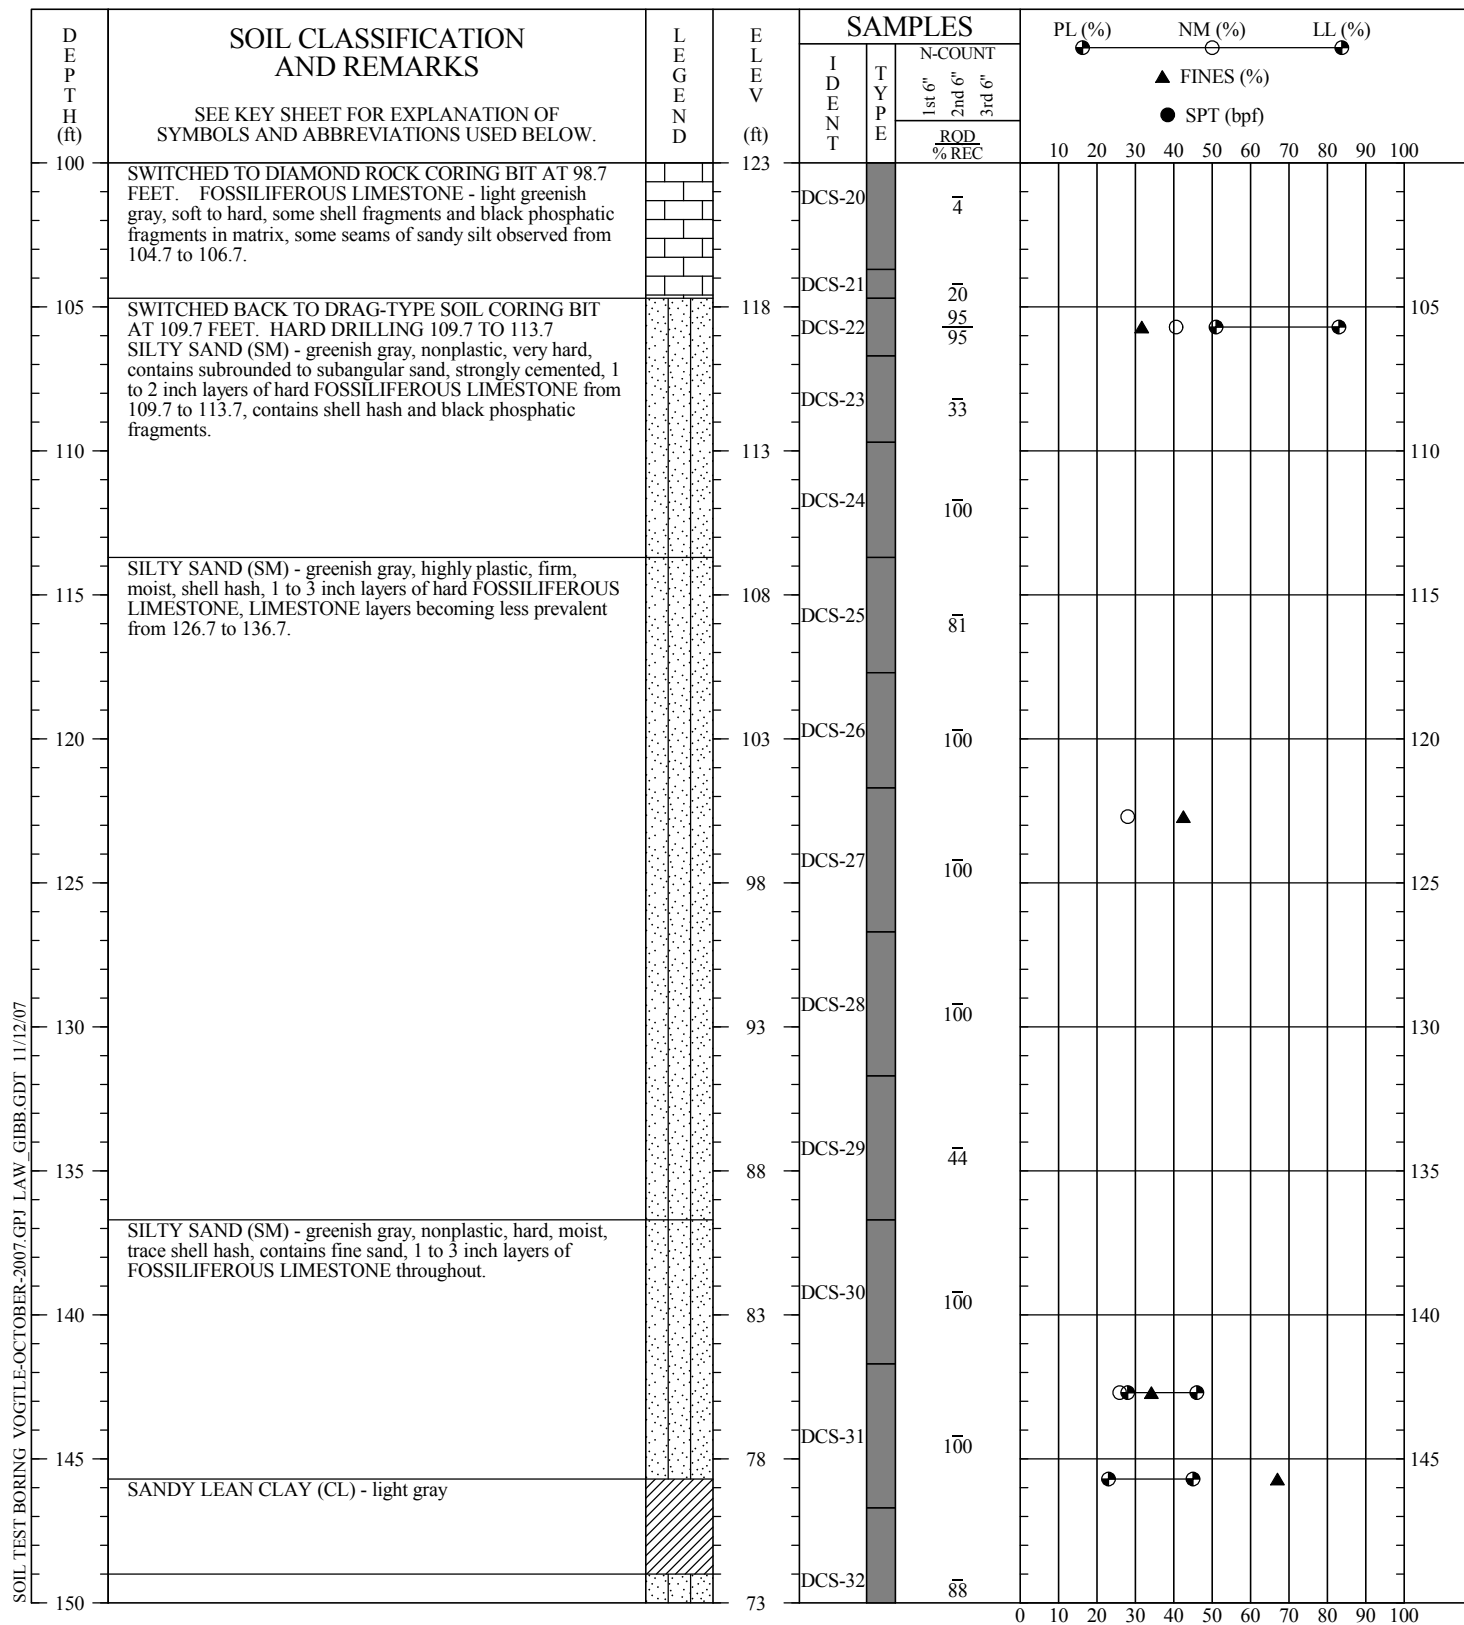 DEPTH (ft)
SOIL CLASSIFICATION
AND REMARKS
SEE KEY SHEET FOR EXPLANATION OF
SYMBOLS AND ABBREVIATIONS USED BELOW.
LEGEND
ELEV (ft)
SAMPLES
IDENT
TYPE
N-COUNT
1st 6"
2nd 6"
3rd 6"
RQD
% REC
PL (%) NM (%) LL (%)
▲ FINES (%)
● SPT (bpf)
10 20 30 40 50 60 70 80 90 100
100
SWITCHED TO DIAMOND ROCK CORING BIT AT 98.7
FEET. FOSSILIFEROUS LIMESTONE - light greenish
gray, soft to hard, some shell fragments and black phosphatic
fragments in matrix, some seams of sandy silt observed from
104.7 to 106.7.
123
DCS-20
4
DCS-21
20
105
SWITCHED BACK TO DRAG-TYPE SOIL CORING BIT
AT 109.7 FEET. HARD DRILLING 109.7 TO 113.7
SILTY SAND (SM) - greenish gray, nonplastic, very hard,
contains subrounded to subangular sand, strongly cemented, 1
to 2 inch layers of hard FOSSILIFEROUS LIMESTONE from
109.7 to 113.7, contains shell hash and black phosphatic
fragments.
118
DCS-22
95
95
105
DCS-23
33
110
113
110
DCS-24
100
SILTY SAND (SM) - greenish gray, highly plastic, firm,
moist, shell hash, 1 to 3 inch layers of hard FOSSILIFEROUS
LIMESTONE, LIMESTONE layers becoming less prevalent
from 126.7 to 136.7.
115
108
DCS-25
81
115
120
103
DCS-26
100
120
DCS-27
100
125
98
125
DCS-28
100
130
93
130
DCS-29
44
135
88
135
SILTY SAND (SM) - greenish gray, nonplastic, hard, moist,
trace shell hash, contains fine sand, 1 to 3 inch layers of
FOSSILIFEROUS LIMESTONE throughout.
DCS-30
100
140
83
140
DCS-31
100
145
78
145
SANDY LEAN CLAY (CL) - light gray
DCS-32
88
150
73
0 10 20 30 40 50 60 70 80 90 100
SOIL TEST BORING VOGTLE-OCTOBER-2007.GPJ LAW_GIBB.GDT 11/12/07